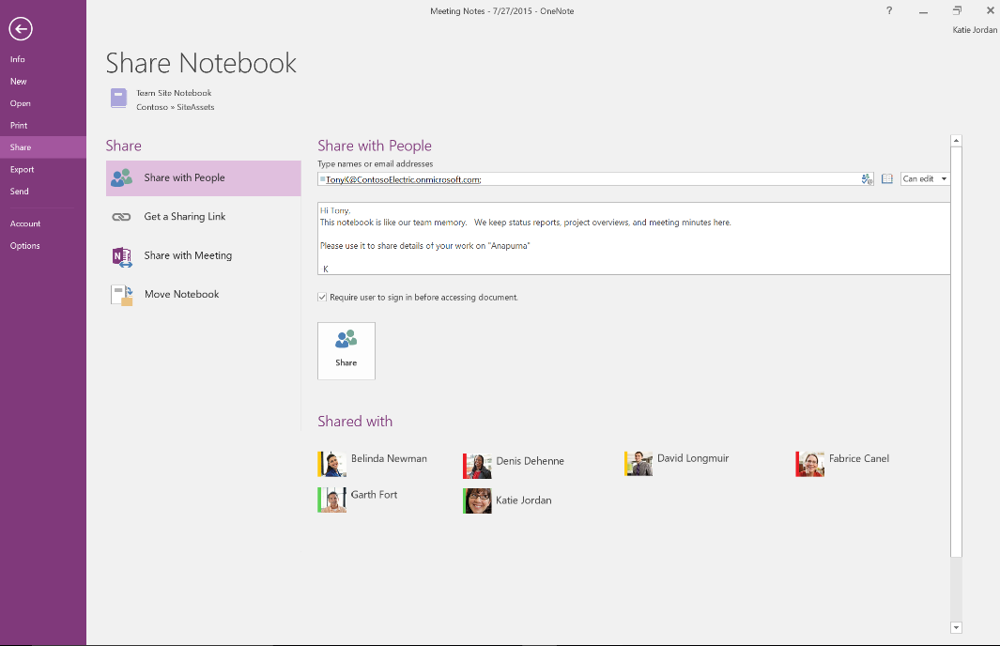 Meeting Notes - 7/27/2015 - OneNote
?
Katie Jordan
Info
New
Open
Print
Share
Export
Send
Account
Options
Share Notebook
Team Site Notebook
Contoso » SiteAssets
Share
Share with People
Get a Sharing Link
Share with Meeting
Move Notebook
Share with People
Type names or email addresses
TonyK@ContosoElectric.onmicrosoft.com;
Can edit
Hi Tony.
This notebook is like our team memory. We keep status reports, project overviews, and meeting minutes here.
Please use it to share details of your work on "Anapurna"
K
Require user to sign in before accessing document.
Share
Shared with
Belinda Newman
Denis Dehenne
David Longmuir
Fabrice Canel
Garth Fort
Katie Jordan